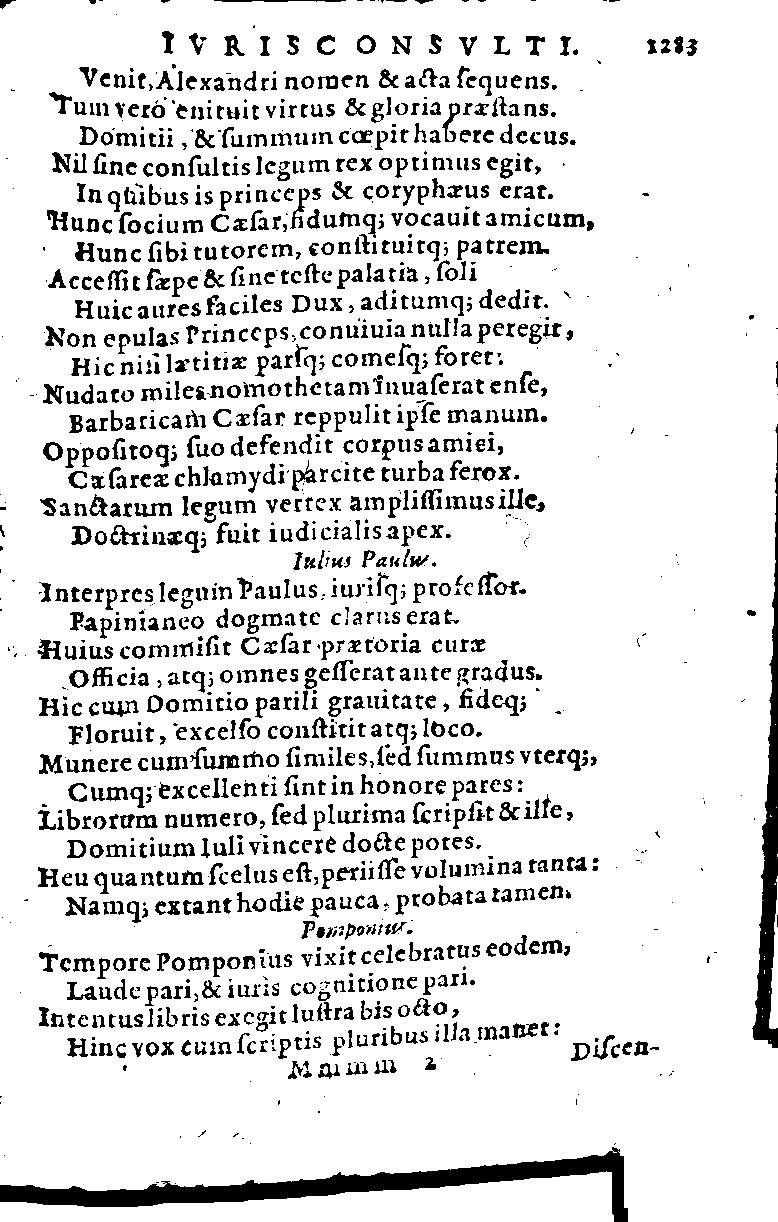 IVRISCONSVLTI. 1283
Venit, Alexandri nomen & acta ſequens.
Tum verò enituit virtus & gloria præſtans.
Domitii, & ſummum cœpit habere decus.
Nil ſine conſultis legum rex optimus egit,
In quibus is princeps & coryphæus erat.
Hunc ſocium Cæſar, fidumq; vocauit amicum,
Hunc ſibi tutorem, conſtituitq; patrem.
Acceſſit ſæpe & ſine teſte palatia, ſoli
Huic aures faciles Dux, aditumq; dedit.
Non epulas Princeps, conuiuia nulla peregit,
Hic niſi lætitiæ parſq; comeſq; foret:
Nudato miles nomothetam inuaſerat enſe,
Barbaricam Cæſar reppulit ipſe manum.
Oppoſitoq; ſuo defendit corpus amici,
Cæſareæ chlamydi parcite turba ferox.
Sanctarum legum vertex ampliſſimus ille,
Doctrinæq; fuit iudicialis apex.
Iulius Paulus.
Interpres legum Paulus, iuriſq; profeſſor.
Papinianeo dogmate clarus erat.
Huius commiſit Cæſar prætoria curæ
Officia, atq; omnes geſſerat ante gradus.
Hic cum Domitio parili grauitate, fideq;
Floruit, excelſo conſtitit atq; loco.
Munere cum ſummo ſimiles, ſed ſummus vterq;,
Cumq; excellenti ſint in honore pares:
Librorum numero, ſed plurima ſcripſit & ille,
Domitium Iuli vincere docte potes.
Heu quantum ſcelus eſt, periiſſe volumina tanta:
Namq; extant hodie pauca, probata tamen.
Pomponius.
Tempore Pomponius vixit celebratus eodem,
Laude pari, & iuris cognitione pari.
Intentus libris exegit luſtra bis octo,
Hinc vox cum ſcriptis pluribus illa manet:
Diſcen-
M m m m 2